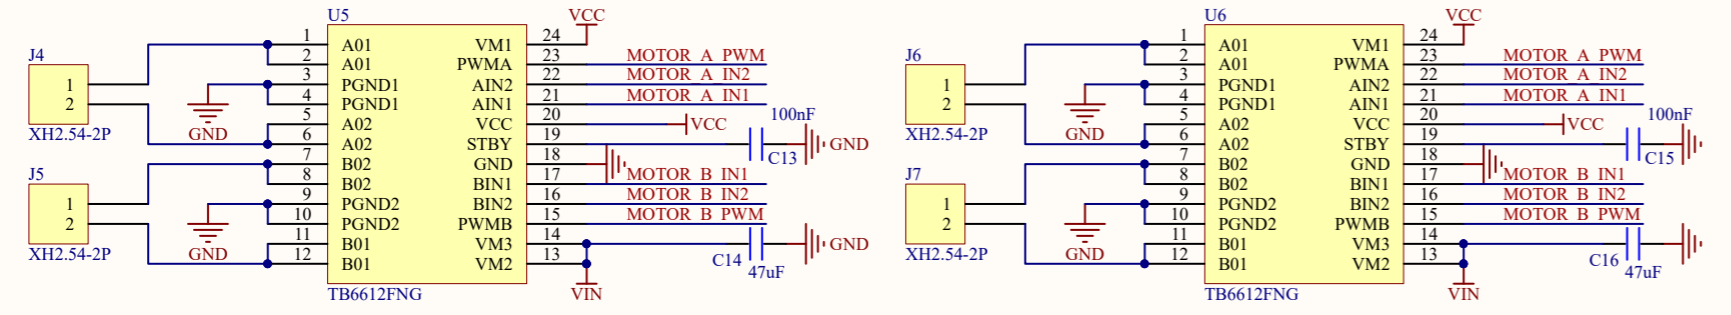 U5
VCC
J4
1
2
XH2.54-2P
GND
J5
1
2
XH2.54-2P
GND
1 A01 VM1 24
2 A01 PWMA 23 MOTOR_A_PWM
3 PGND1 AIN2 22 MOTOR_A_IN2
4 PGND1 AIN1 21 MOTOR_A_IN1
5 A02 VCC 20 VCC
6 A02 STBY 19
7 B02 GND 18
8 B02 BIN1 17 MOTOR_B_IN1
9 PGND2 BIN2 16 MOTOR_B_IN2
10 PGND2 PWMB 15 MOTOR_B_PWM
11 B01 VM3 14
12 B01 VM2 13
100nF
C13
GND
GND
C14
47uF
TB6612FNG
VIN
U6
VCC
J6
1
2
XH2.54-2P
GND
J7
1
2
XH2.54-2P
GND
1 A01 VM1 24
2 A01 PWMA 23 MOTOR_A_PWM
3 PGND1 AIN2 22 MOTOR_A_IN2
4 PGND1 AIN1 21 MOTOR_A_IN1
5 A02 VCC 20 VCC
6 A02 STBY 19
7 B02 GND 18
8 B02 BIN1 17 MOTOR_B_IN1
9 PGND2 BIN2 16 MOTOR_B_IN2
10 PGND2 PWMB 15 MOTOR_B_PWM
11 B01 VM3 14
12 B01 VM2 13
100nF
C15
C16
47uF
TB6612FNG
VIN